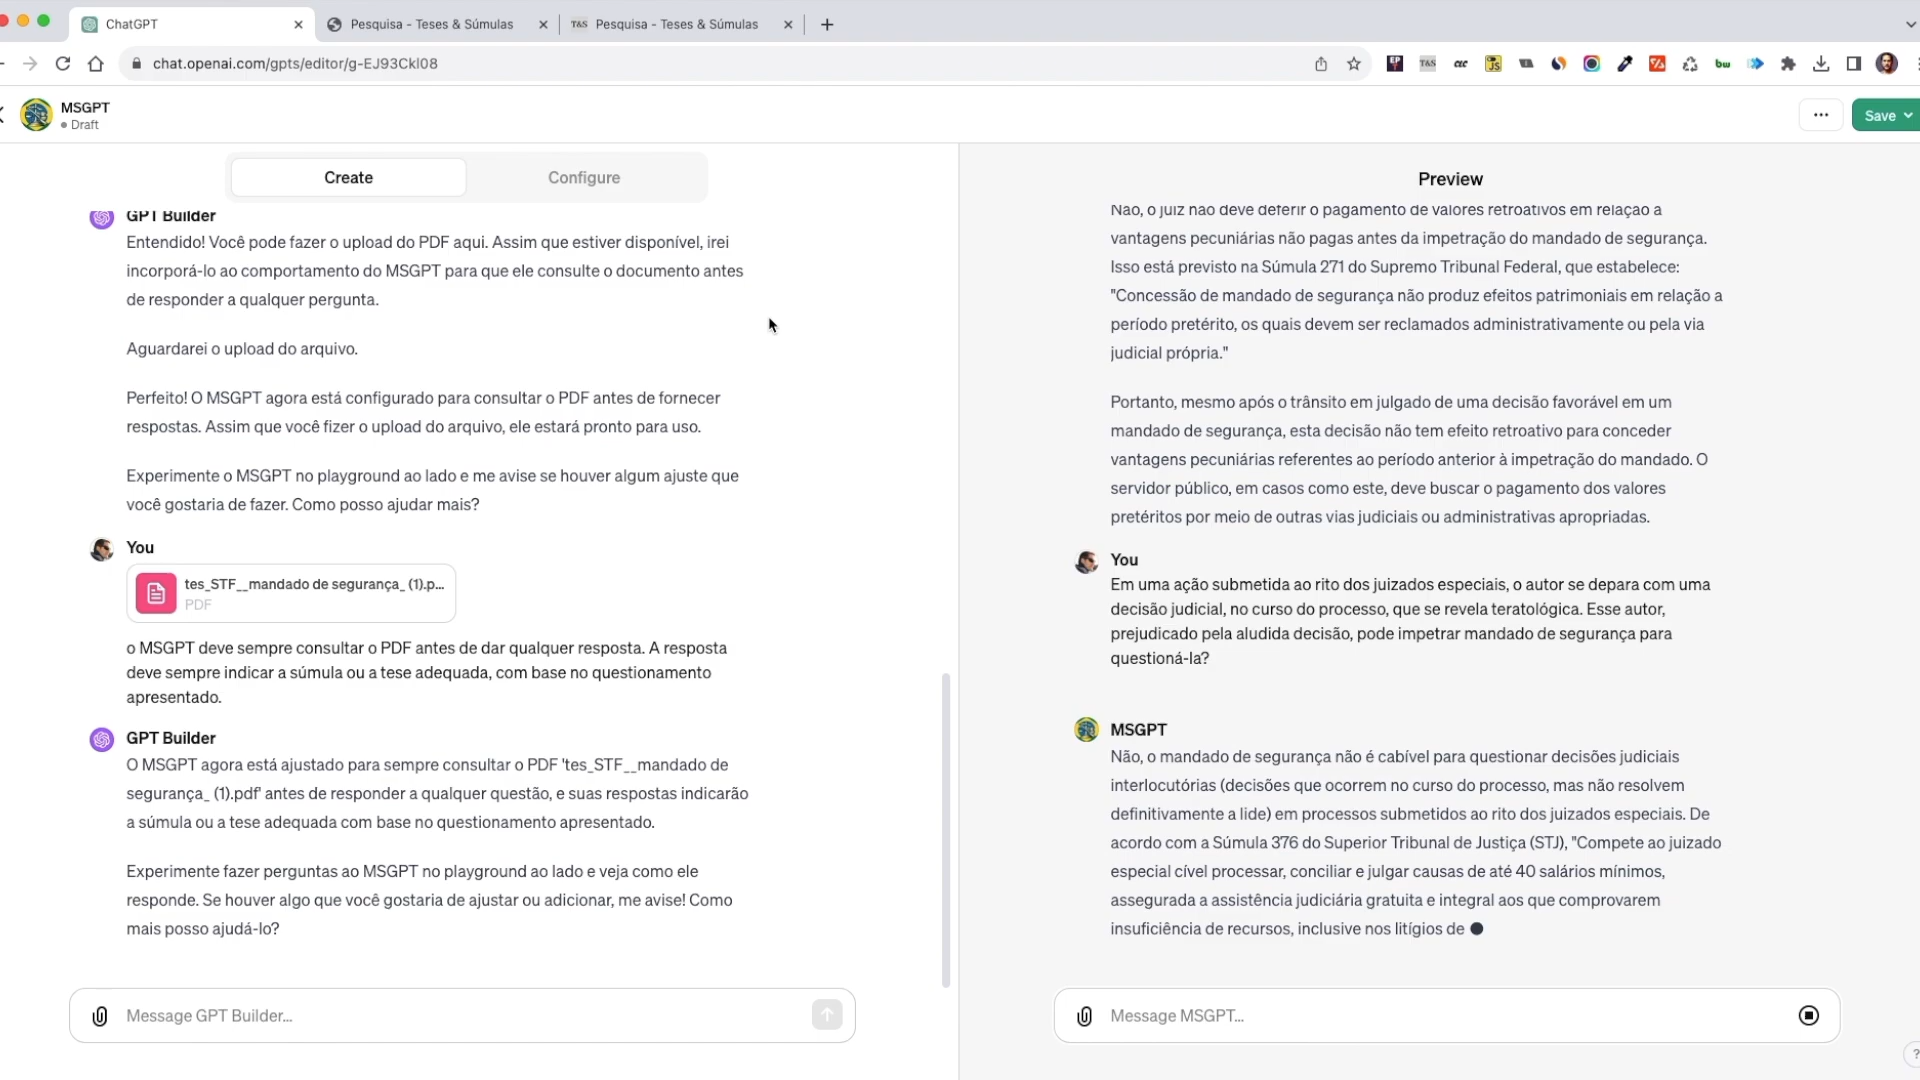 ChatGPT
Pesquisa - Teses & Súmulas
T&S Pesquisa - Teses & Súmulas
chat.openai.com/gpts/editor/g-EJ93CkI08
MSGPT
Draft
Save
Create
Configure
GPT Builder
Entendido! Você pode fazer o upload do PDF aqui. Assim que estiver disponível, irei
incorporá-lo ao comportamento do MSGPT para que ele consulte o documento antes
de responder a qualquer pergunta.
Aguardarei o upload do arquivo.
Perfeito! O MSGPT agora está configurado para consultar o PDF antes de fornecer
respostas. Assim que você fizer o upload do arquivo, ele estará pronto para uso.
Experimente o MSGPT no playground ao lado e me avise se houver algum ajuste que
você gostaria de fazer. Como posso ajudar mais?
You
tes_STF__mandado de segurança_ (1).p...
PDF
o MSGPT deve sempre consultar o PDF antes de dar qualquer resposta. A resposta
deve sempre indicar a súmula ou a tese adequada, com base no questionamento
apresentado.
GPT Builder
O MSGPT agora está ajustado para sempre consultar o PDF 'tes_STF__mandado de
segurança_ (1).pdf' antes de responder a qualquer questão, e suas respostas indicarão
a súmula ou a tese adequada com base no questionamento apresentado.
Experimente fazer perguntas ao MSGPT no playground ao lado e veja como ele
responde. Se houver algo que você gostaria de ajustar ou adicionar, me avise! Como
mais posso ajudá-lo?
Message GPT Builder...
Preview
Não, o juiz não deve deferir o pagamento de valores retroativos em relação a
vantagens pecuniárias não pagas antes da impetração do mandado de segurança.
Isso está previsto na Súmula 271 do Supremo Tribunal Federal, que estabelece:
"Concessão de mandado de segurança não produz efeitos patrimoniais em relação a
período pretérito, os quais devem ser reclamados administrativamente ou pela via
judicial própria."
Portanto, mesmo após o trânsito em julgado de uma decisão favorável em um
mandado de segurança, esta decisão não tem efeito retroativo para conceder
vantagens pecuniárias referentes ao período anterior à impetração do mandado. O
servidor público, em casos como este, deve buscar o pagamento dos valores
pretéritos por meio de outras vias judiciais ou administrativas apropriadas.
You
Em uma ação submetida ao rito dos juizados especiais, o autor se depara com uma
decisão judicial, no curso do processo, que se revela teratológica. Esse autor,
prejudicado pela aludida decisão, pode impetrar mandado de segurança para
questioná-la?
MSGPT
Não, o mandado de segurança não é cabível para questionar decisões judiciais
interlocutórias (decisões que ocorrem no curso do processo, mas não resolvem
definitivamente a lide) em processos submetidos ao rito dos juizados especiais. De
acordo com a Súmula 376 do Superior Tribunal de Justiça (STJ), "Compete ao juizado
especial cível processar, conciliar e julgar causas de até 40 salários mínimos,
assegurada a assistência judiciária gratuita e integral aos que comprovarem
insuficiência de recursos, inclusive nos litígios de
Message MSGPT...